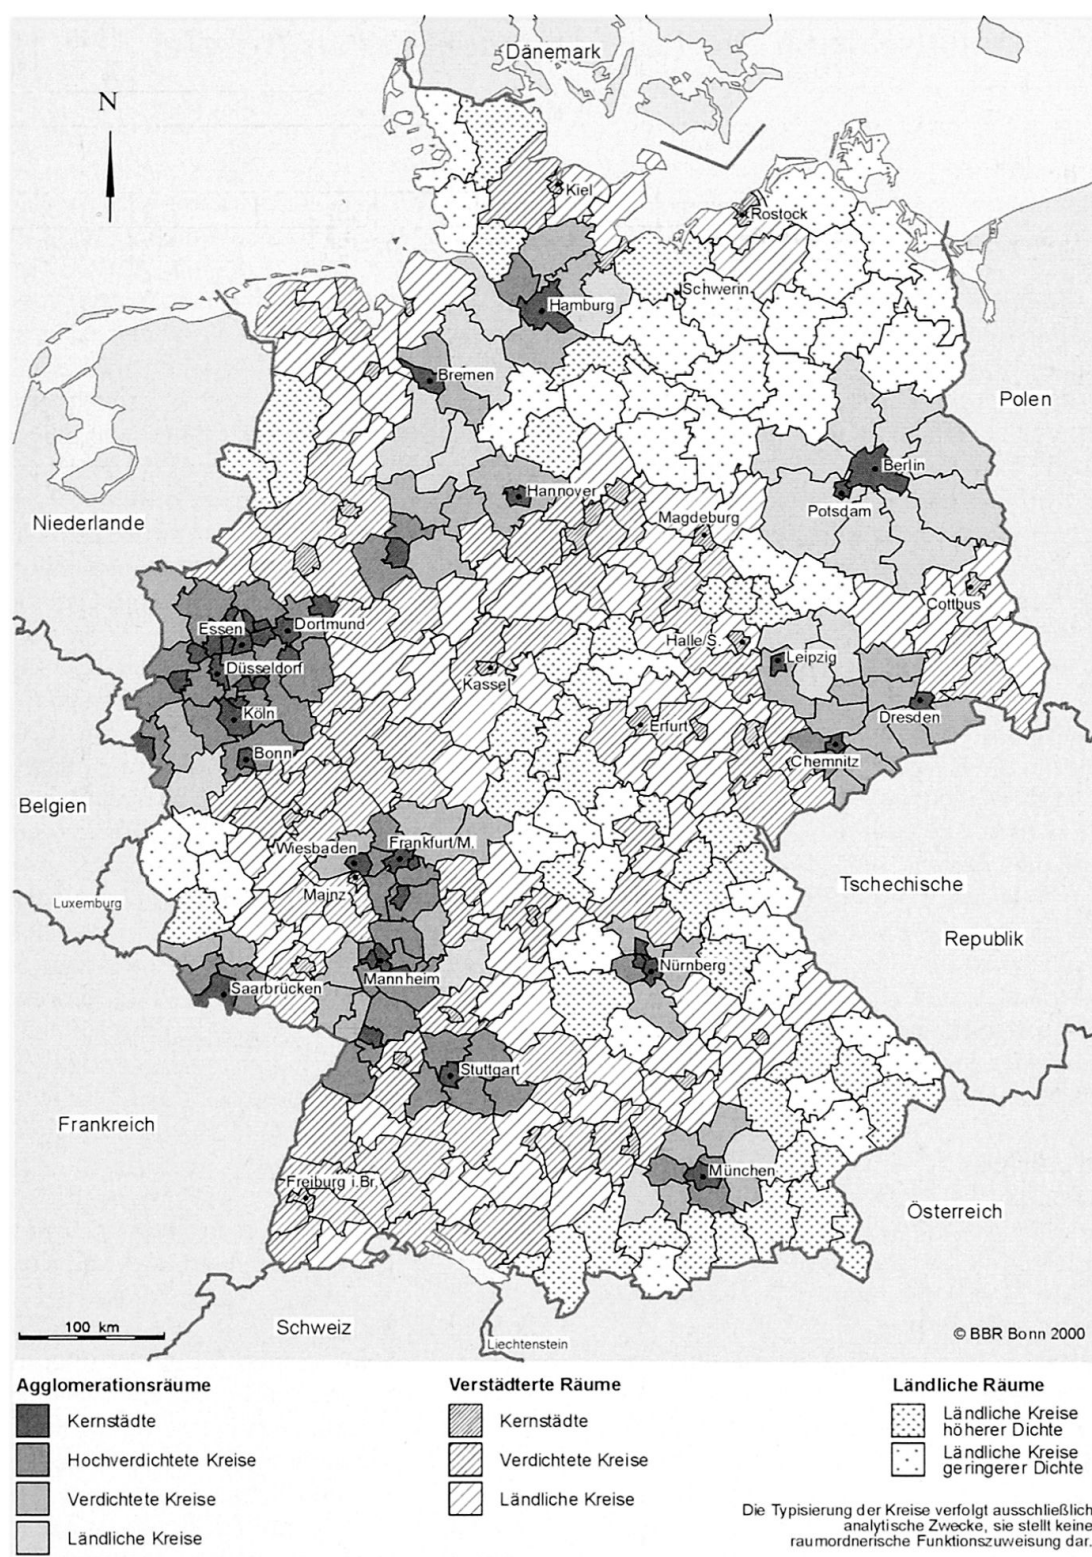 Dänemark
N
Kiel
Rostock
Schwerin
Hamburg
Bremen
Polen
Berlin
Hannover
Potsdam
Niederlande
Magdeburg
Cottbus
Essen
Dortmund
Halle/S.
Leipzig
Düsseldorf
Kassel
Köln
Dresden
Erfurt
Bonn
Chemnitz
Belgien
Wiesbaden
Frankfurt/M.
Tschechische
Mainz
Luxemburg
Republik
Nürnberg
Mannheim
Saarbrücken
Stuttgart
Frankreich
München
Freiburg i.Br.
Österreich
100 km
Schweiz
Liechtenstein
© BBR Bonn 2000
Agglomerationsräume
Kernstädte
Hochverdichtete Kreise
Verdichtete Kreise
Ländliche Kreise
Verstädterte Räume
Kernstädte
Verdichtete Kreise
Ländliche Kreise
Ländliche Räume
Ländliche Kreise
höherer Dichte
Ländliche Kreise
geringerer Dichte
Die Typisierung der Kreise verfolgt ausschließlich
analytische Zwecke, sie stellt keine
raumordnerische Funktionszuweisung dar.